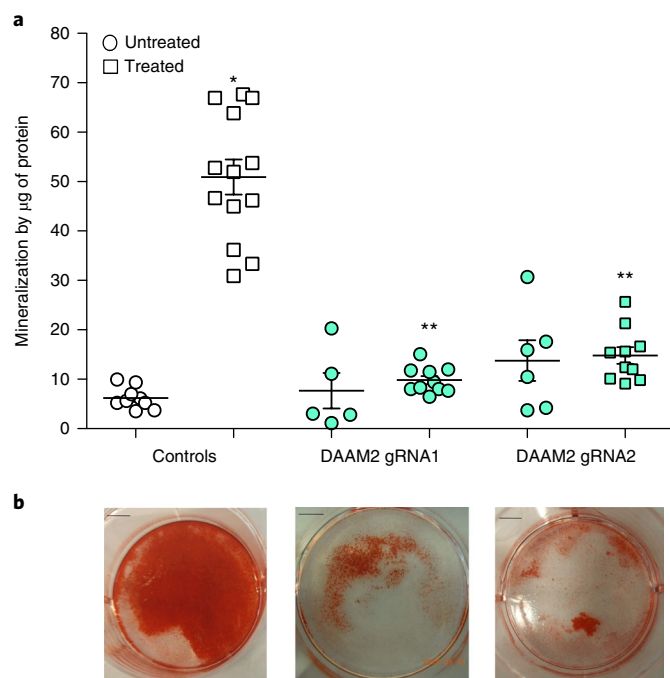 a
80
70
60
50
40
30
20
10
0
Mineralization by µg of protein
Untreated
Treated
*
**
**
Controls
DAAM2 gRNA1
DAAM2 gRNA2
b